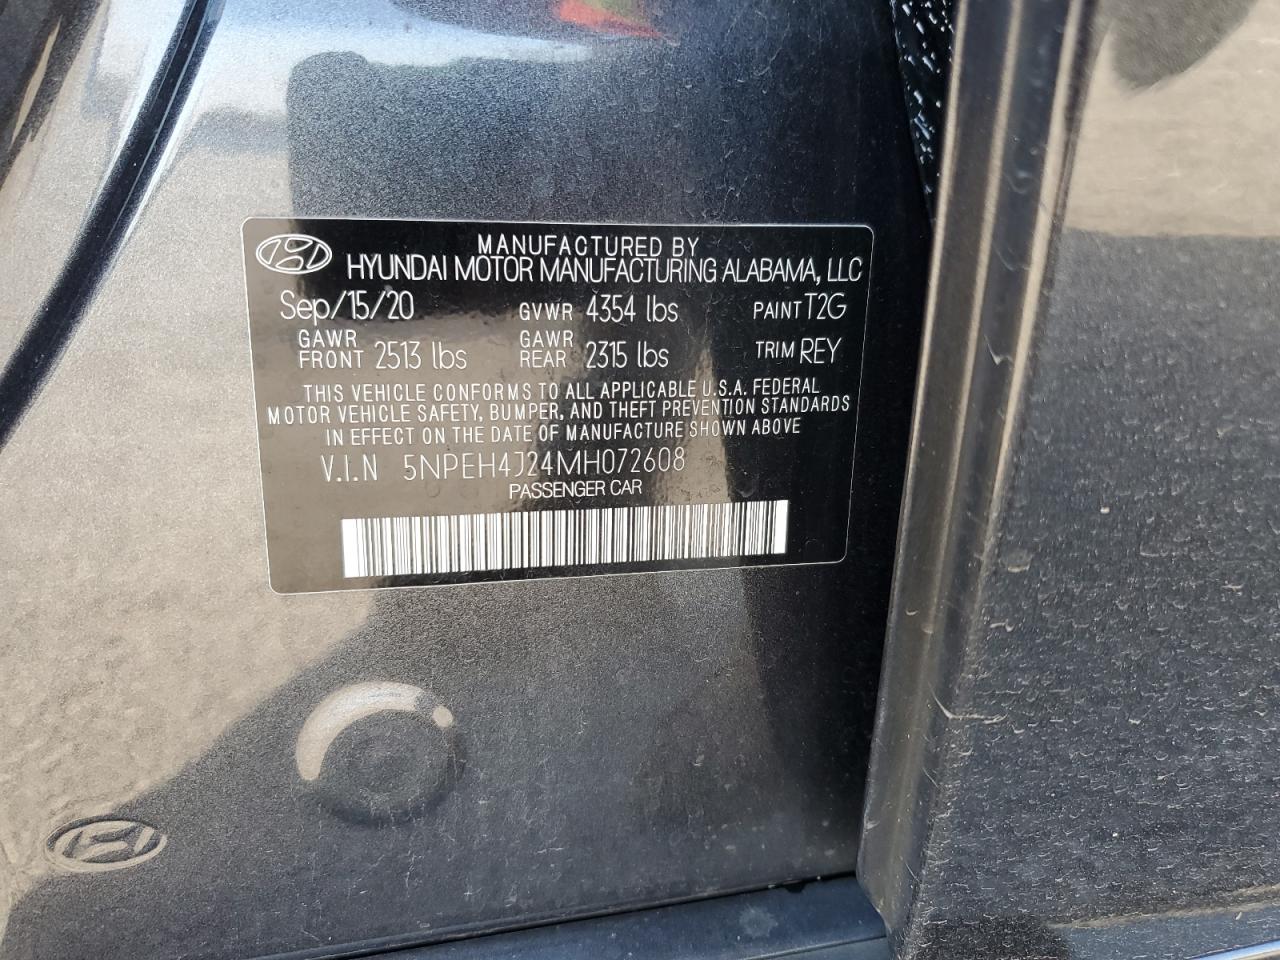 MANUFACTURED BY
HYUNDAI MOTOR MANUFACTURING ALABAMA, LLC
Sep/15/20 GVWR 4354 lbs PAINT T2G
GAWR FRONT 2513 lbs GAWR REAR 2315 lbs TRIM REY
THIS VEHICLE CONFORMS TO ALL APPLICABLE U.S.A. FEDERAL
MOTOR VEHICLE SAFETY, BUMPER, AND THEFT PREVENTION STANDARDS
IN EFFECT ON THE DATE OF MANUFACTURE SHOWN ABOVE
V.I.N 5NPEH4J24MH072608
PASSENGER CAR